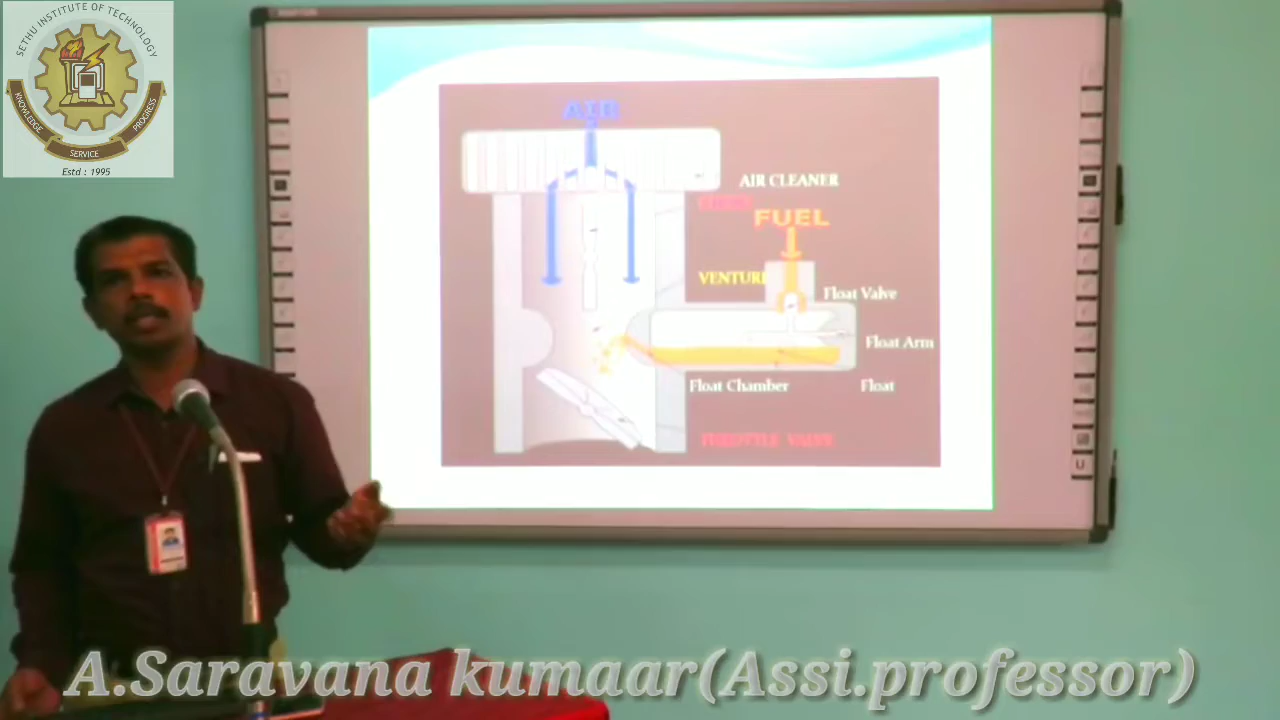 SETHU INSTITUTE OF TECHNOLOGY
KNOWLEDGE
SERVICE
PROGRESS
Estd : 1995
AIR
AIR CLEANER
FUEL
VENTURI
Float Valve
Float Arm
Float Chamber
Float
THROTTLE VALVE
U
A.Saravana kumaar(Assi.professor)